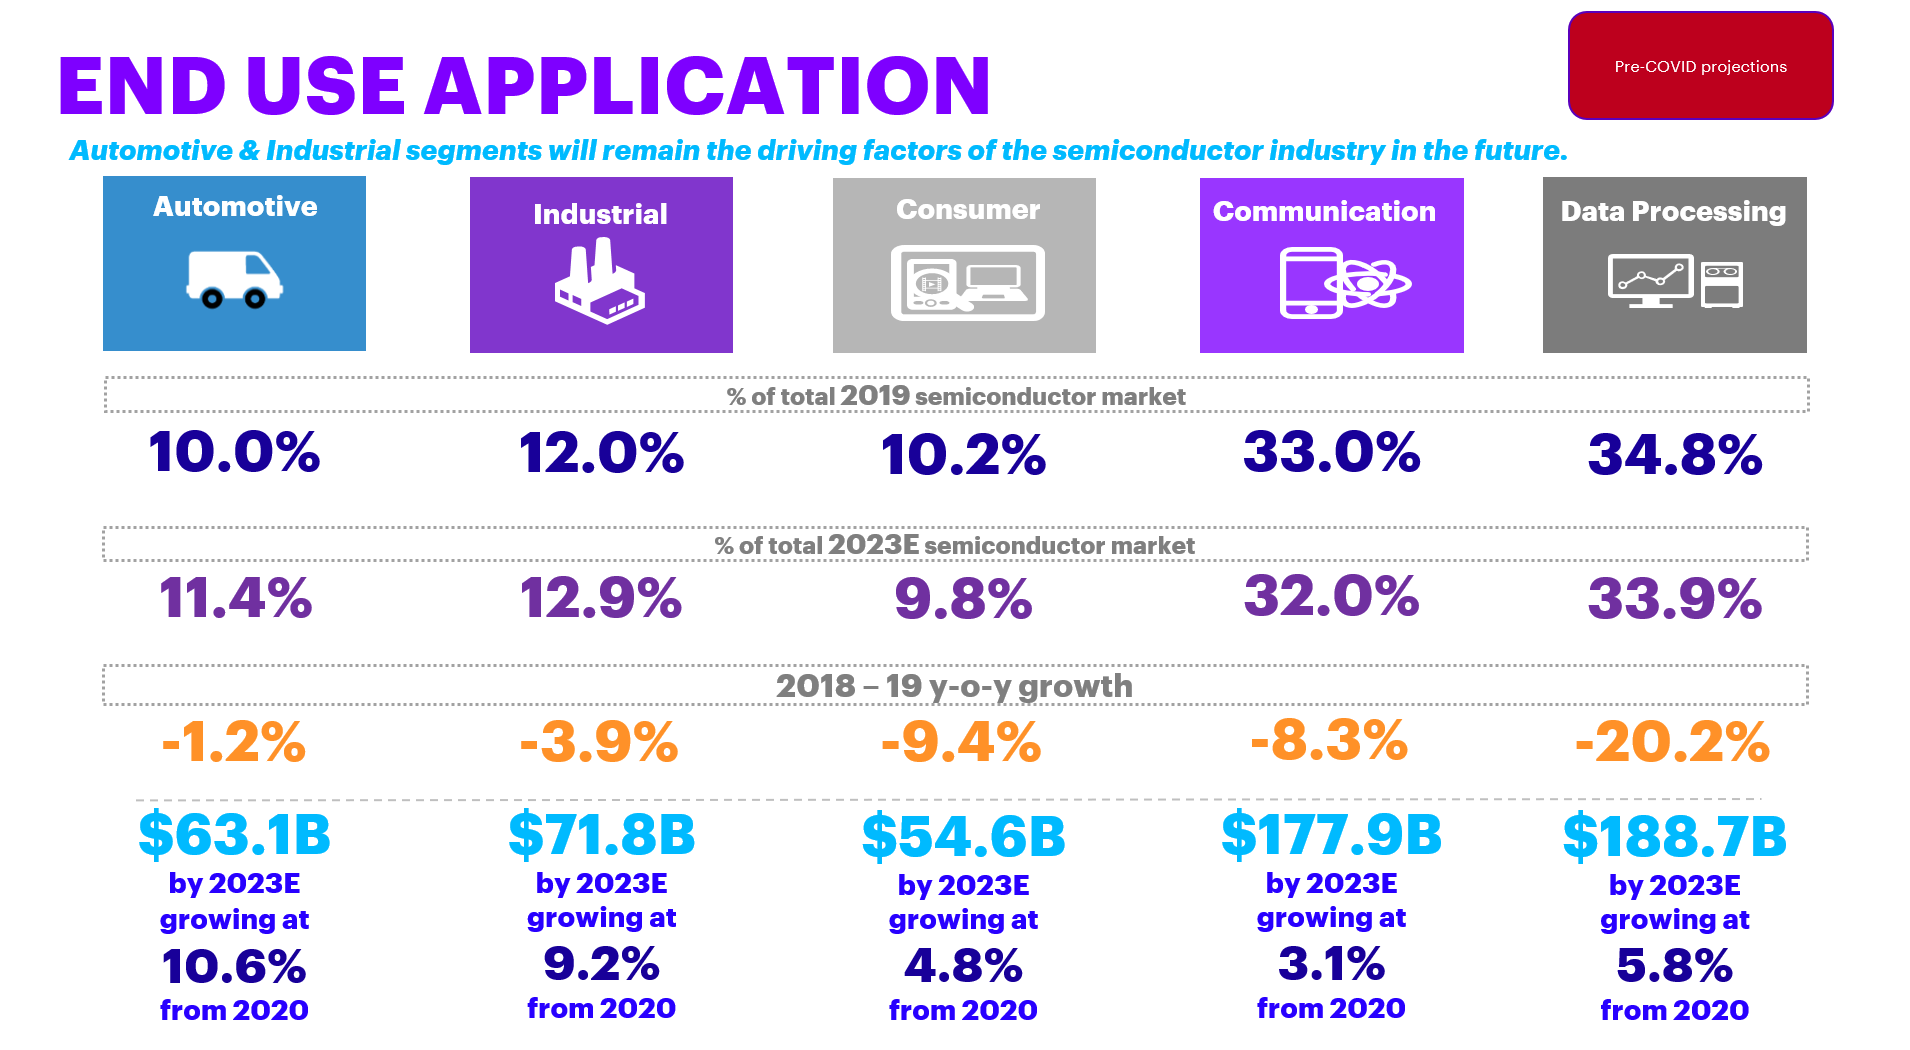 Pre-COVID projections
END USE APPLICATION
Automotive & Industrial segments will remain the driving factors of the semiconductor industry in the future.
Automotive
Industrial
Consumer
Communication
Data Processing
% of total 2019 semiconductor market
10.0%
12.0%
10.2%
33.0%
34.8%
% of total 2023E semiconductor market
11.4%
12.9%
9.8%
32.0%
33.9%
2018 – 19 y-o-y growth
-1.2%
-3.9%
-9.4%
-8.3%
-20.2%
$63.1B
by 2023E
growing at
10.6%
from 2020
$71.8B
by 2023E
growing at
9.2%
from 2020
$54.6B
by 2023E
growing at
4.8%
from 2020
$177.9B
by 2023E
growing at
3.1%
from 2020
$188.7B
by 2023E
growing at
5.8%
from 2020